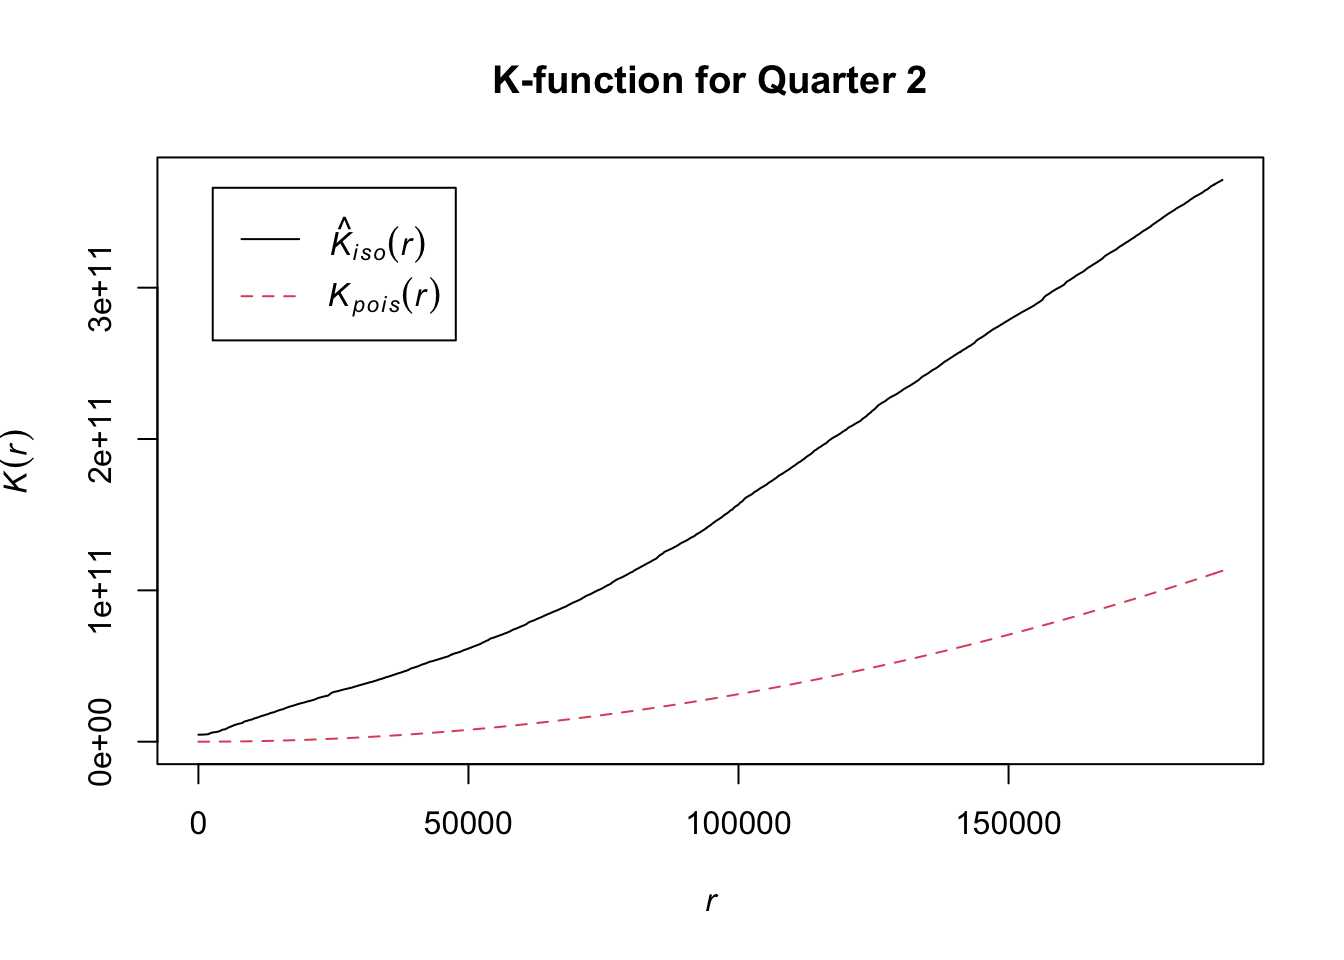 K-function for Quarter 2
K̂iso(r)
Kpois(r)
K(r)
3e+11
2e+11
1e+11
0e+00
0 50000 100000 150000
r